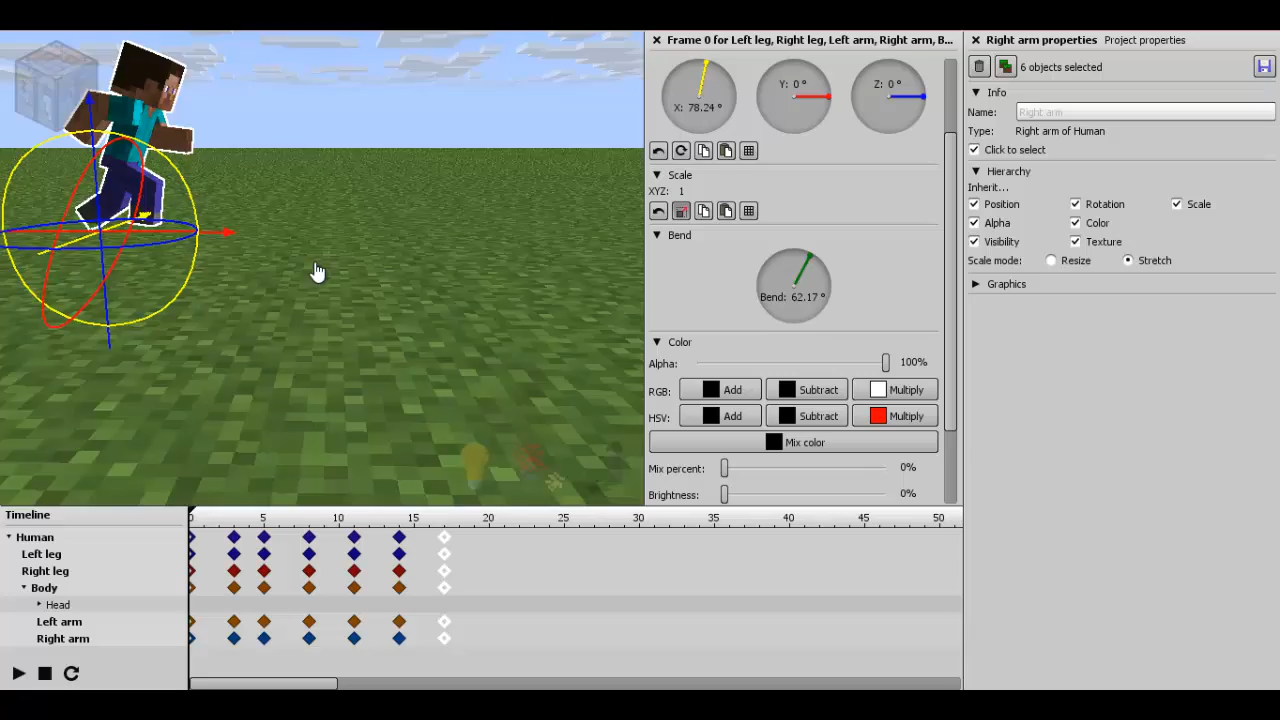 ✖ Frame 0 for Left leg, Right leg, Left arm, Right arm, B...
X: 78.24 °
Y: 0 °
Z: 0 °
Scale
XYZ: 1
Bend
Bend: 62.17 °
Color
Alpha: 100%
RGB: Add Subtract Multiply
HSV: Add Subtract Multiply
Mix color
Mix percent: 0%
Brightness: 0%
Right arm properties Project properties
6 objects selected
Info
Name: Right arm
Type: Right arm of Human
Click to select
Hierarchy
Inherit...
Position Rotation Scale
Alpha Color
Visibility Texture
Scale mode: Resize Stretch
Graphics
Timeline
0 5 10 15 20 25 30 35 40 45 50
Human
Left leg
Right leg
Body
Head
Left arm
Right arm